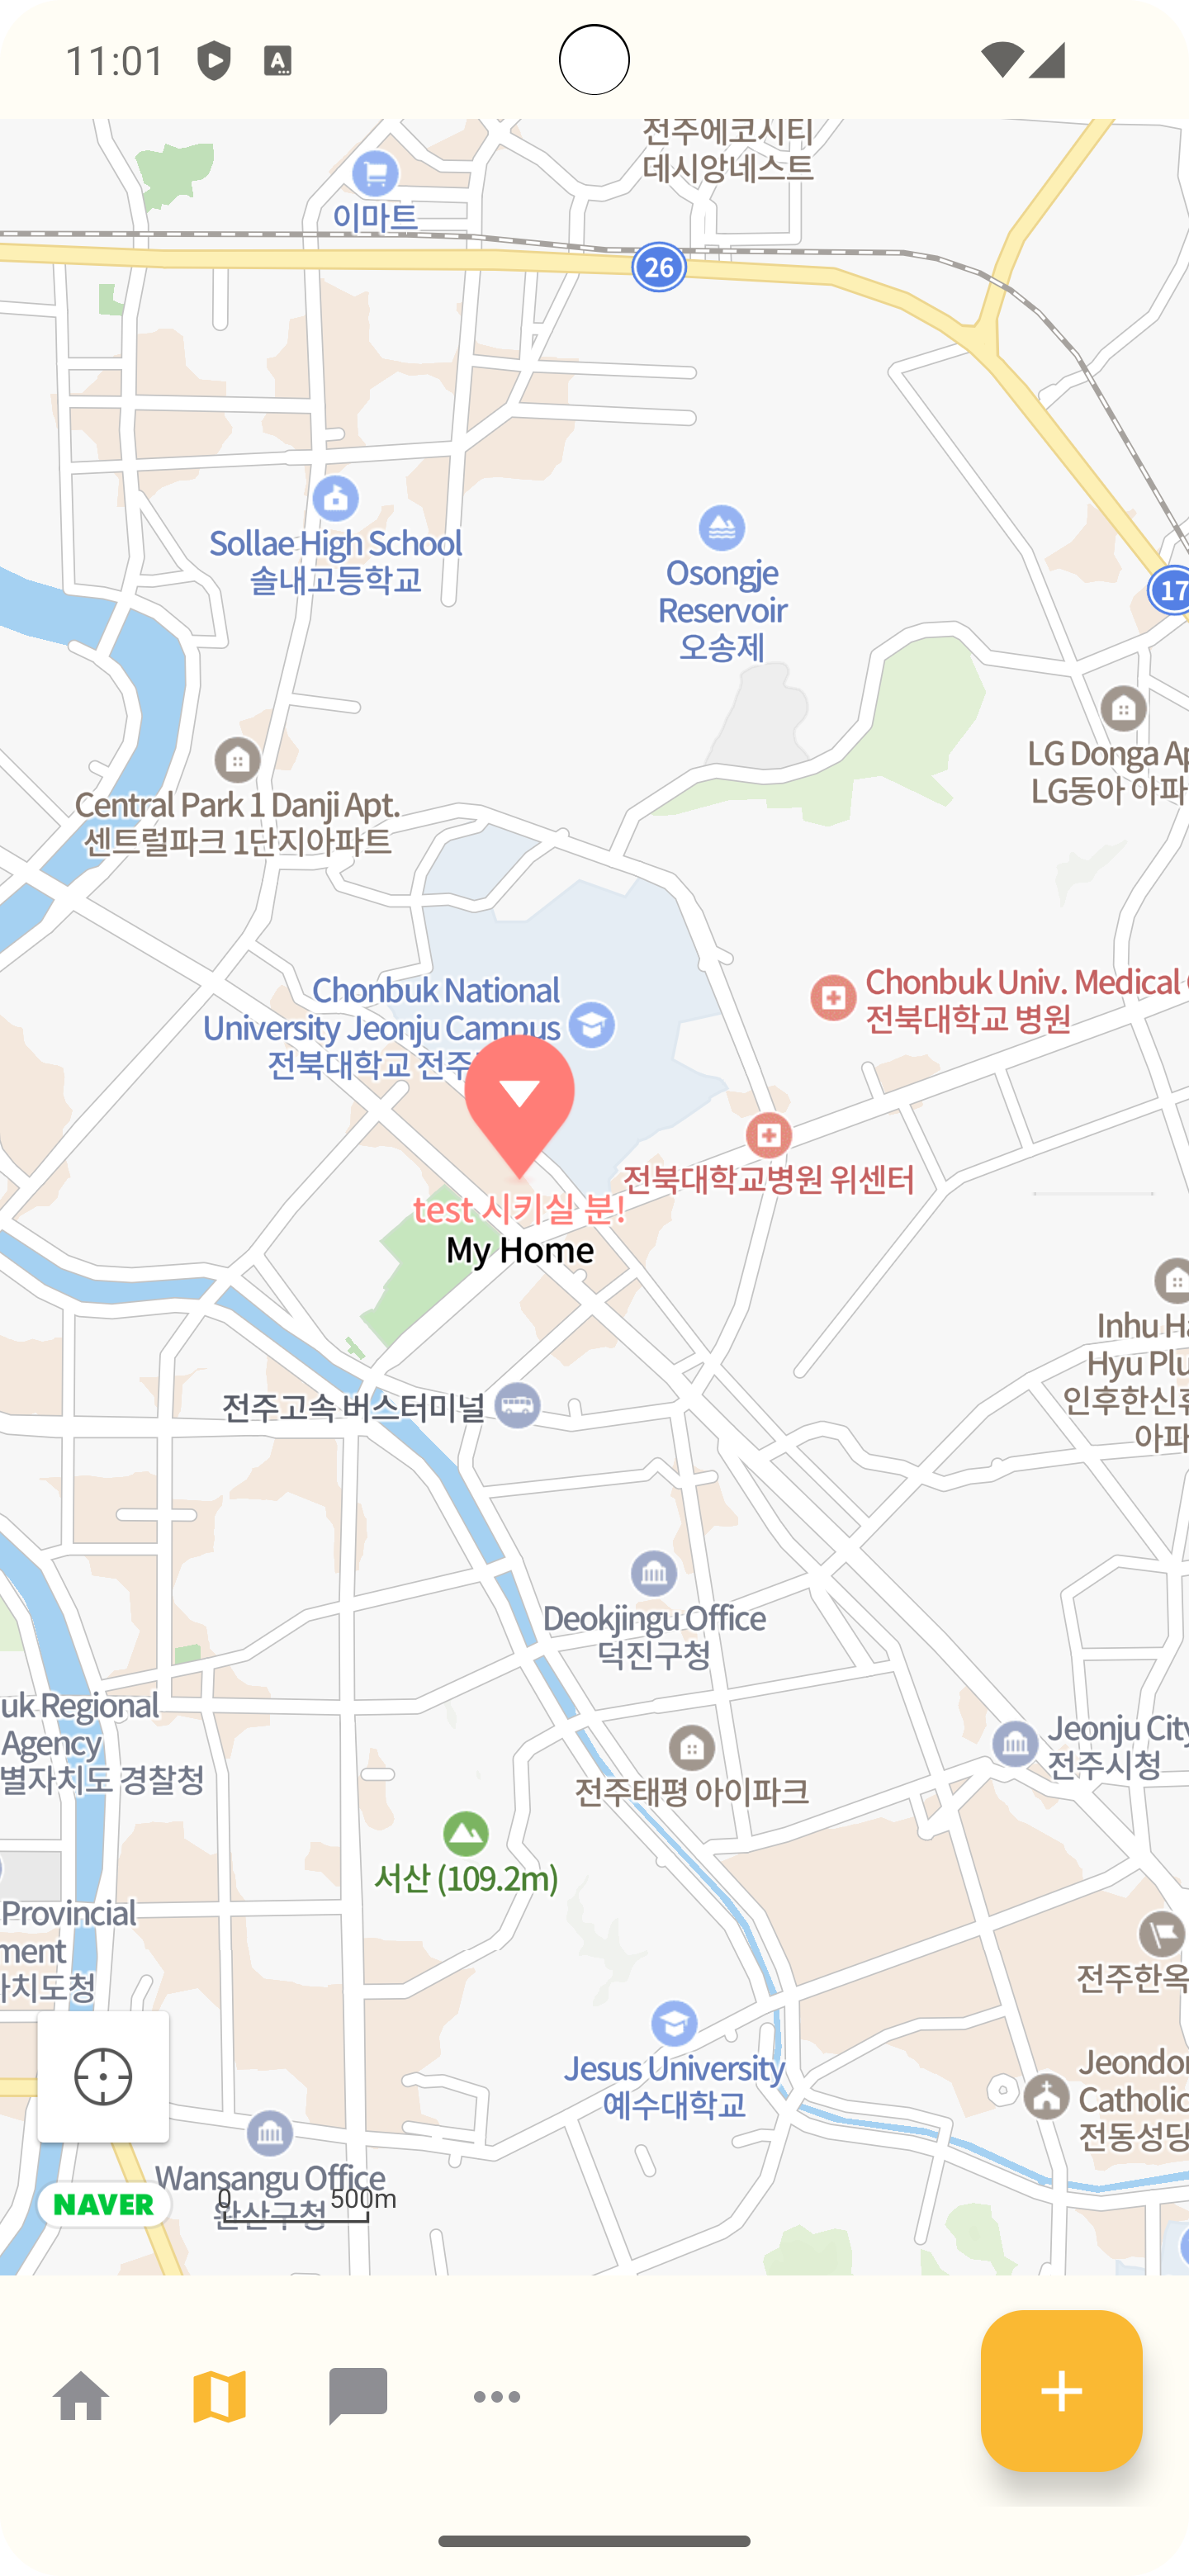 11:01
A
전주에코시티
데시앙네스트
이마트
26
Sollae High School
솔내고등학교
Osongje
Reservoir
오송제
17
LG Donga Ap
LG동아 아파
Central Park 1 Danji Apt.
센트럴파크 1단지아파트
Chonbuk National
University Jeonju Campus
전북대학교 전주
Chonbuk Univ. Medical
전북대학교 병원
전북대학교병원 위센터
test 시키실 분!
My Home
Inhu Ha
Hyu Plu
인후한신휴
아파
전주고속 버스터미널
Deokjingu Office
덕진구청
uk Regional
Agency
별자치도 경찰청
Jeonju City
전주시청
전주태평 아이파크
서산 (109.2m)
Provincial
ment
자치도청
전주한옥
Jesus University
예수대학교
Jeondon
Catholic
전동성당
Wansangu Office
완산구청
NAVER
0 500m